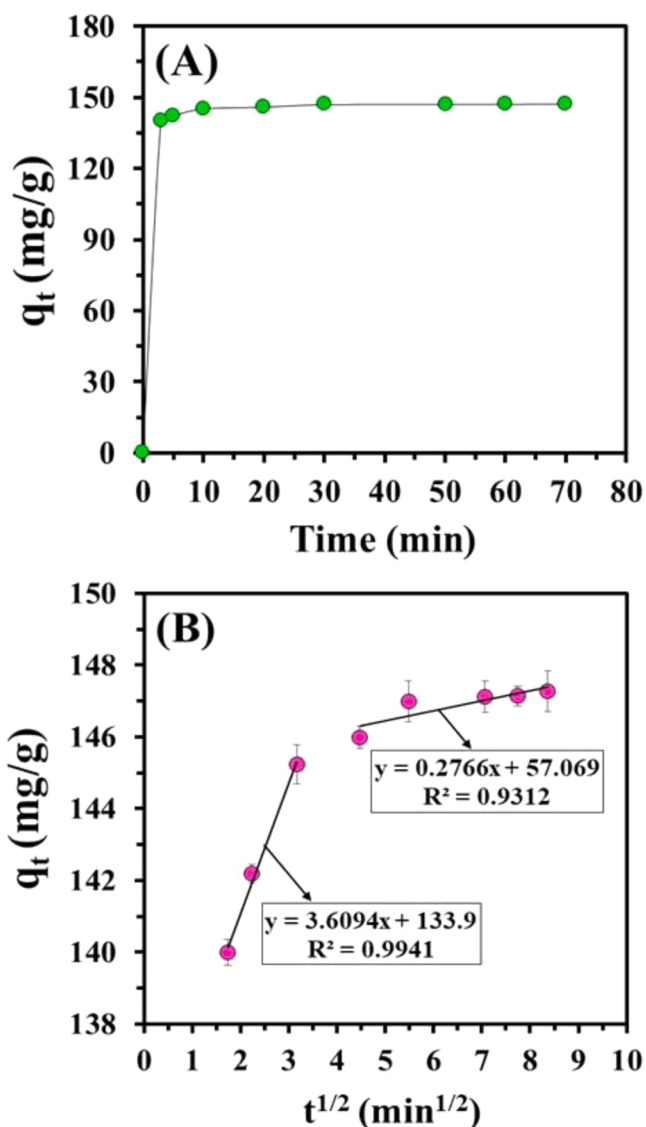 (A)
180
150
120
90
60
30
0
qₜ (mg/g)
0 10 20 30 40 50 60 70 80
Time (min)
(B)
150
148
146
144
142
140
138
qₜ (mg/g)
y = 0.2766x + 57.069
R² = 0.9312
y = 3.6094x + 133.9
R² = 0.9941
0 1 2 3 4 5 6 7 8 9 10
t¹/² (min¹/²)